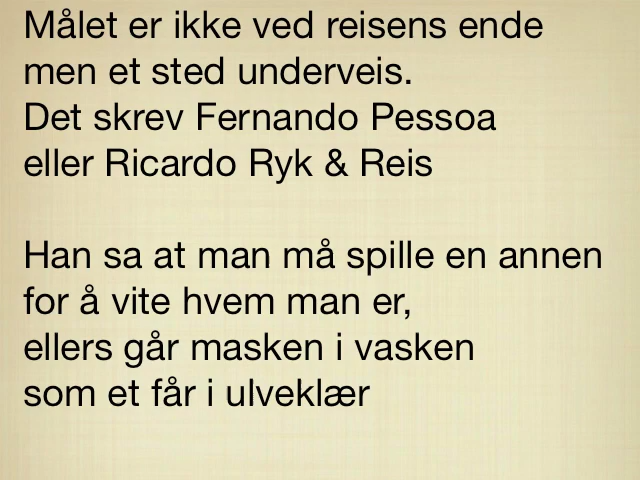 Målet er ikke ved reisens ende
men et sted underveis.
Det skrev Fernando Pessoa
eller Ricardo Ryk & Reis

Han sa at man må spille en annen
for å vite hvem man er,
ellers går masken i vasken
som et får i ulveklær